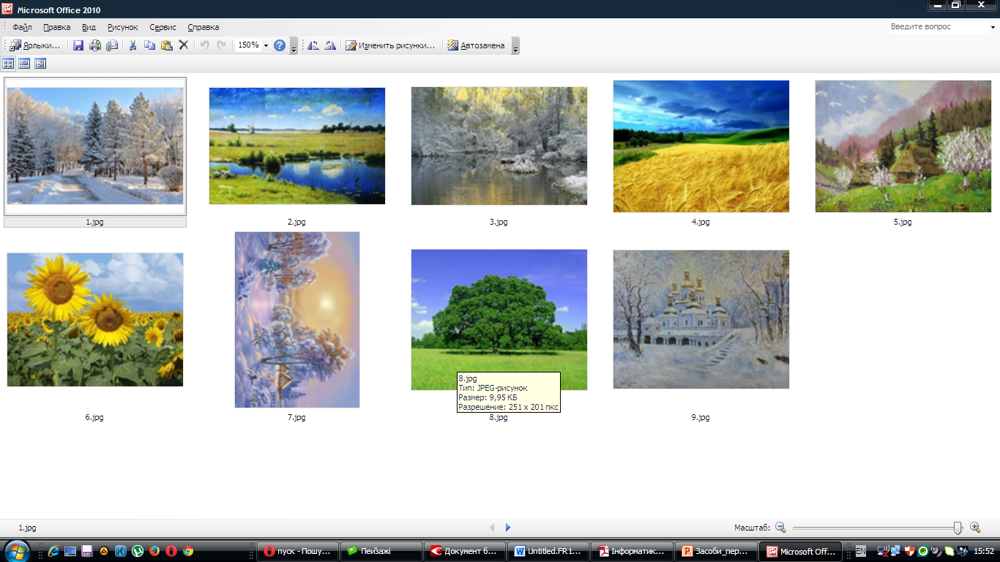 Microsoft Office 2010
Файл Правка Вид Рисунок Сервис Справка Введите вопрос
Ярлыки... 150% Изменить рисунки... Автозамена
1.jpg 2.jpg 3.jpg 4.jpg 5.jpg
6.jpg 7.jpg 8.jpg 9.jpg
8.jpg
Тип: JPEG-рисунок
Размер: 9,95 КБ
Разрешение: 251 x 201 пкс
1.jpg Масштаб:
пуск - Пошу... Пейзажі Документ б... Untitled.FR1... Інформатик... Засоби_пер... Microsoft Off... EN 15:52